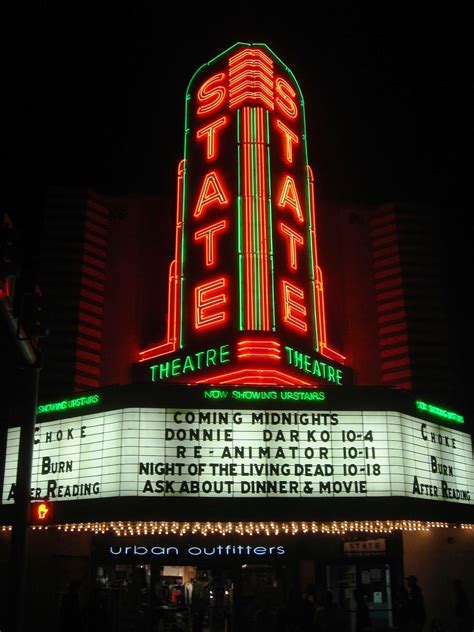 STATE
STATE
THEATRE
THEATRE
NOW SHOWING UPSTAIRS
NOW SHOWING UPSTAIRS
NOW SHOWING UPSTAIRS
CHOKE
BURN
AFTER READING
COMING MIDNIGHTS
DONNIE DARKO 10-4
RE-ANIMATOR 10-11
NIGHT OF THE LIVING DEAD 10-18
ASK ABOUT DINNER & MOVIE
CHOKE
BURN
AFTER READING
urban outfitters
STATE